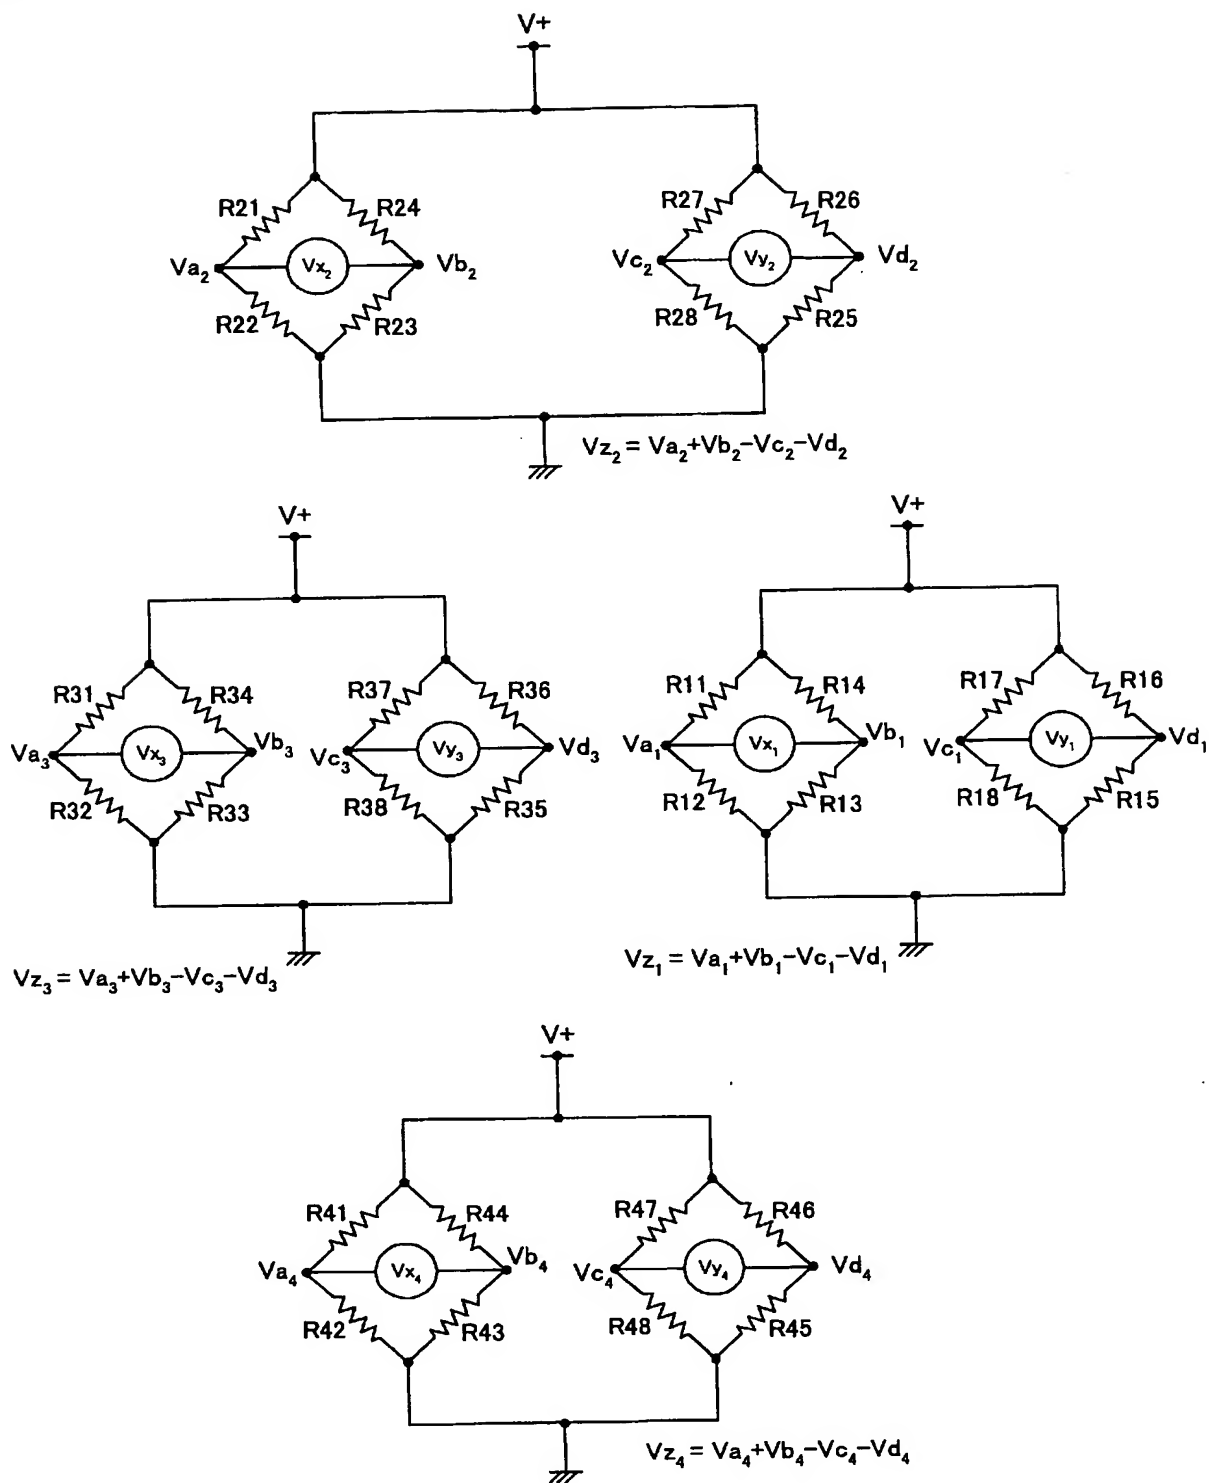 V+
R21 R24 R27 R26
Va₂ Vx₂ Vb₂ Vc₂ Vy₂ Vd₂
R22 R23 R28 R25
Vz₂ = Va₂+Vb₂−Vc₂−Vd₂
V+ V+
R31 R34 R37 R36 R11 R14 R17 R16
Va₃ Vx₃ Vb₃ Vc₃ Vy₃ Vd₃ Va₁ Vx₁ Vb₁ Vc₁ Vy₁ Vd₁
R32 R33 R38 R35 R12 R13 R18 R15
Vz₃ = Va₃+Vb₃−Vc₃−Vd₃ Vz₁ = Va₁+Vb₁−Vc₁−Vd₁
V+
R41 R44 R47 R46
Va₄ Vx₄ Vb₄ Vc₄ Vy₄ Vd₄
R42 R43 R48 R45
Vz₄ = Va₄+Vb₄−Vc₄−Vd₄